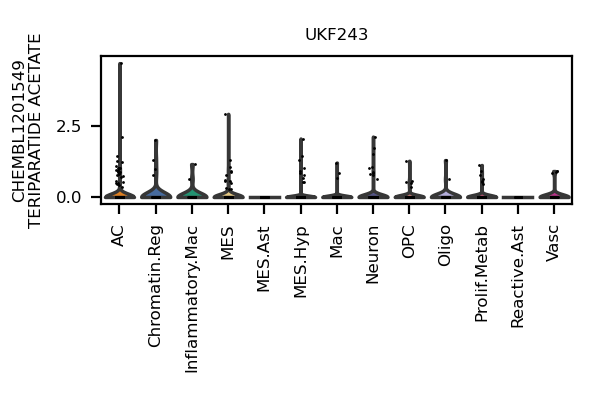 UKF243
CHEMBL1201549
TERIPARATIDE ACETATE
2.5
0.0
AC
Chromatin.Reg
Inflammatory.Mac
MES
MES.Ast
MES.Hyp
Mac
Neuron
OPC
Oligo
Prolif.Metab
Reactive.Ast
Vasc